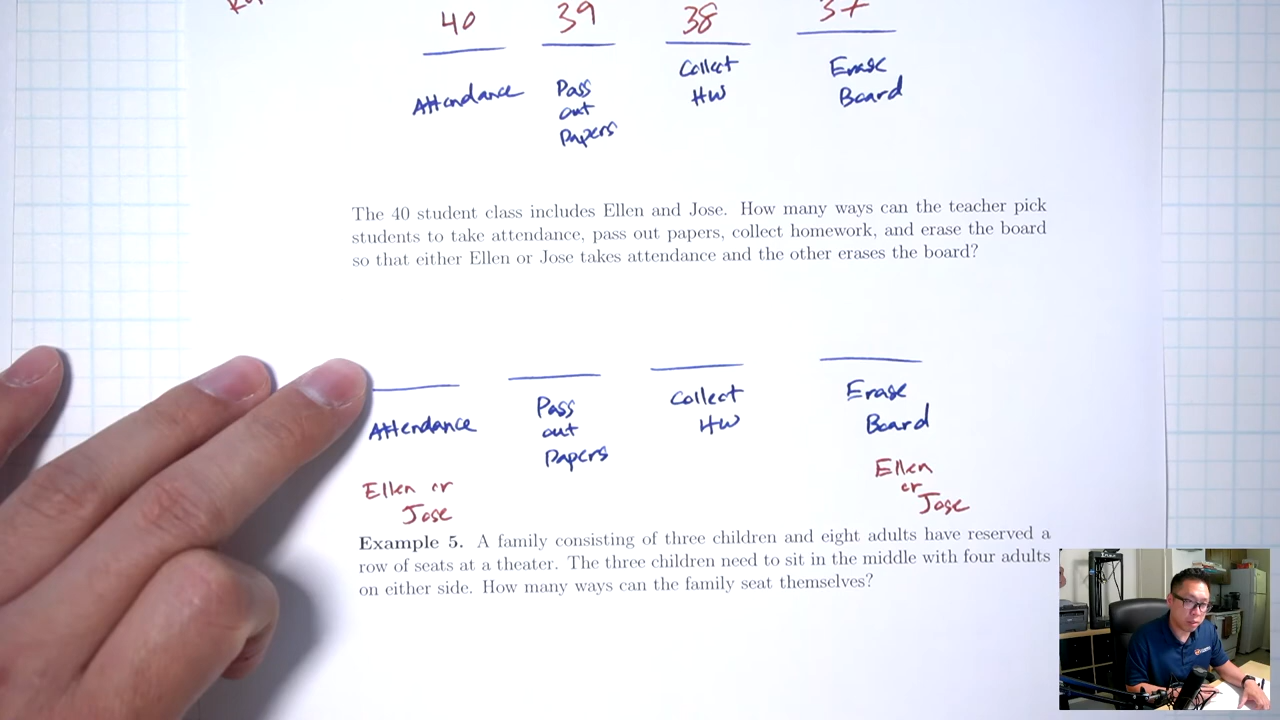 40 39 38 37
Attendance Pass out Papers Collect HW Erase Board
The 40 student class includes Ellen and Jose. How many ways can the teacher pick
students to take attendance, pass out papers, collect homework, and erase the board
so that either Ellen or Jose takes attendance and the other erases the board?
Attendance Pass out Papers Collect HW Erase Board
Ellen or Jose
Ellen or Jose
Example 5. A family consisting of three children and eight adults have reserved a
row of seats at a theater. The three children need to sit in the middle with four adults
on either side. How many ways can the family seat themselves?